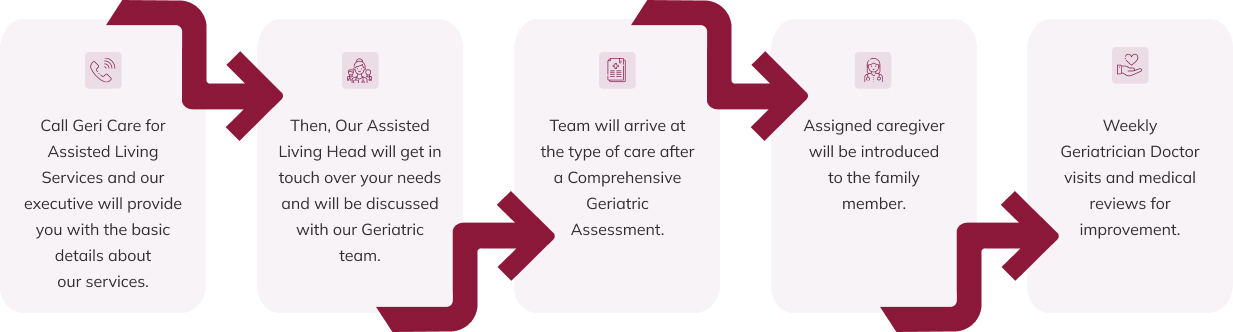 Call Geri Care for
Assisted Living
Services and our
executive will provide
you with the basic
details about
our services.
Then, Our Assisted
Living Head will get in
touch over your needs
and will be discussed
with our Geriatric
team.
Team will arrive at
the type of care after
a Comprehensive
Geriatric
Assessment.
Assigned caregiver
will be introduced
to the family
member.
Weekly
Geriatrician Doctor
visits and medical
reviews for
improvement.